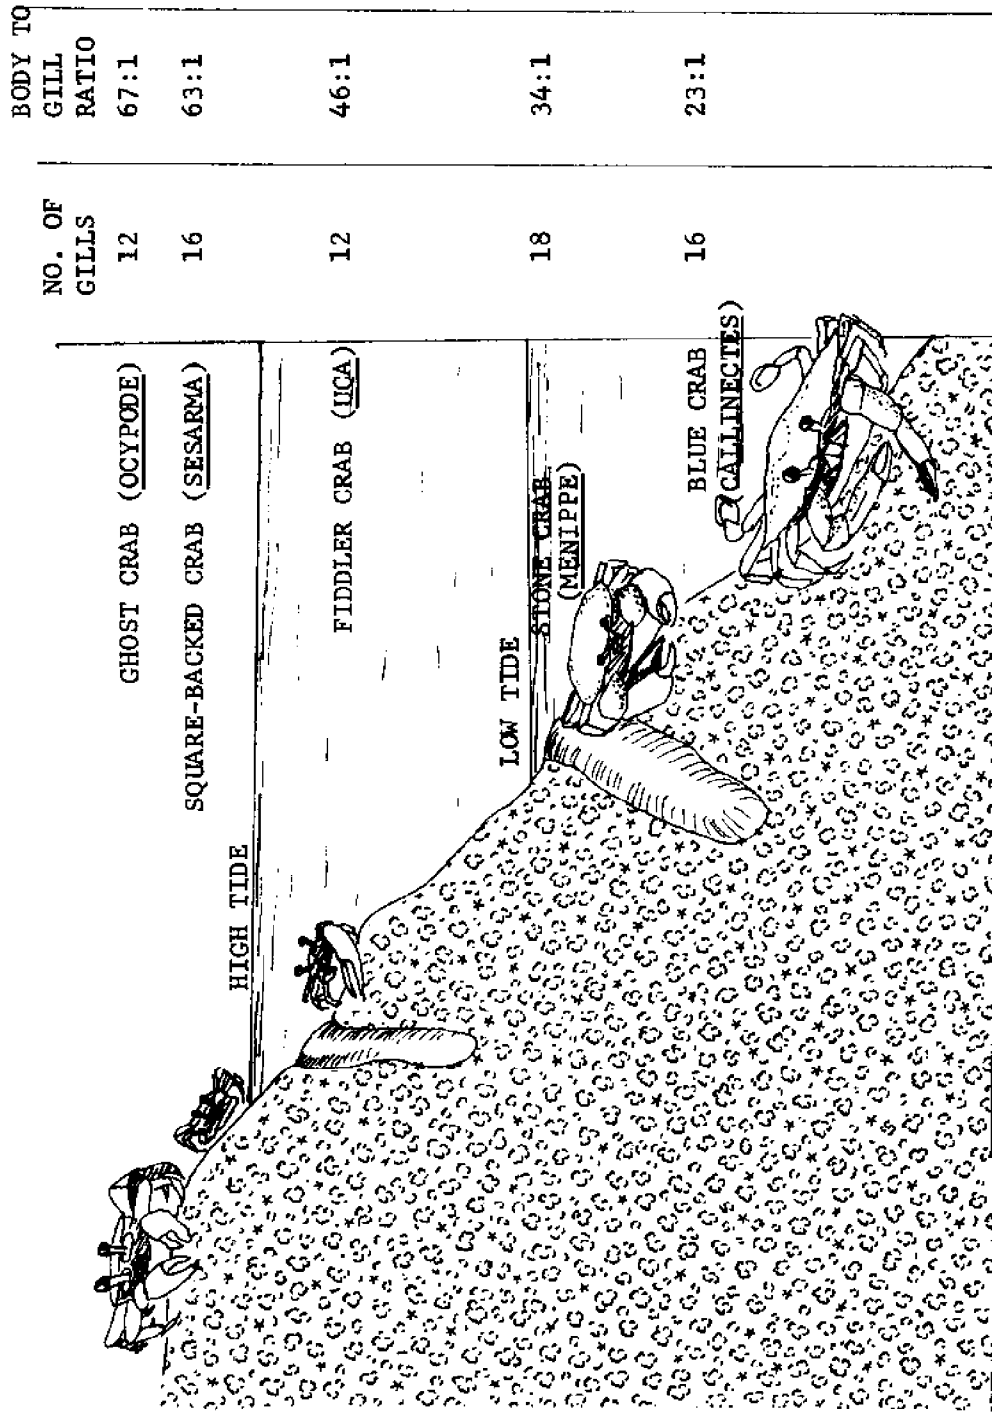 NO. OF
GILLS
BODY TO
GILL
RATIO
GHOST CRAB (OCYPODE) 12 67:1
SQUARE-BACKED CRAB (SESARMA) 16 63:1
HIGH TIDE
FIDDLER CRAB (UCA) 12 46:1
LOW TIDE
STONE CRAB 18 34:1
(MENIPPE)
BLUE CRAB 16 23:1
(CALLINECTES)